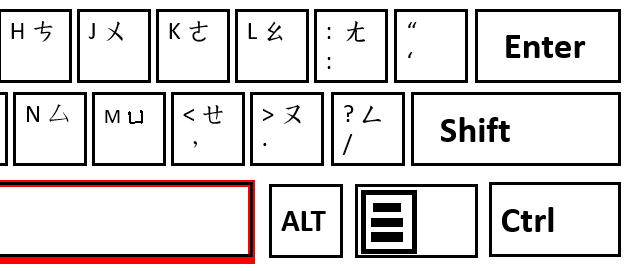 H ㄘ J ㄨ K ㄜ L ㄠ : ㄤ “ Enter
: ‘
N ㄙ M ㄩ < ㄝ > ㄡ ? ㄥ Shift
, . /
ALT Ctrl